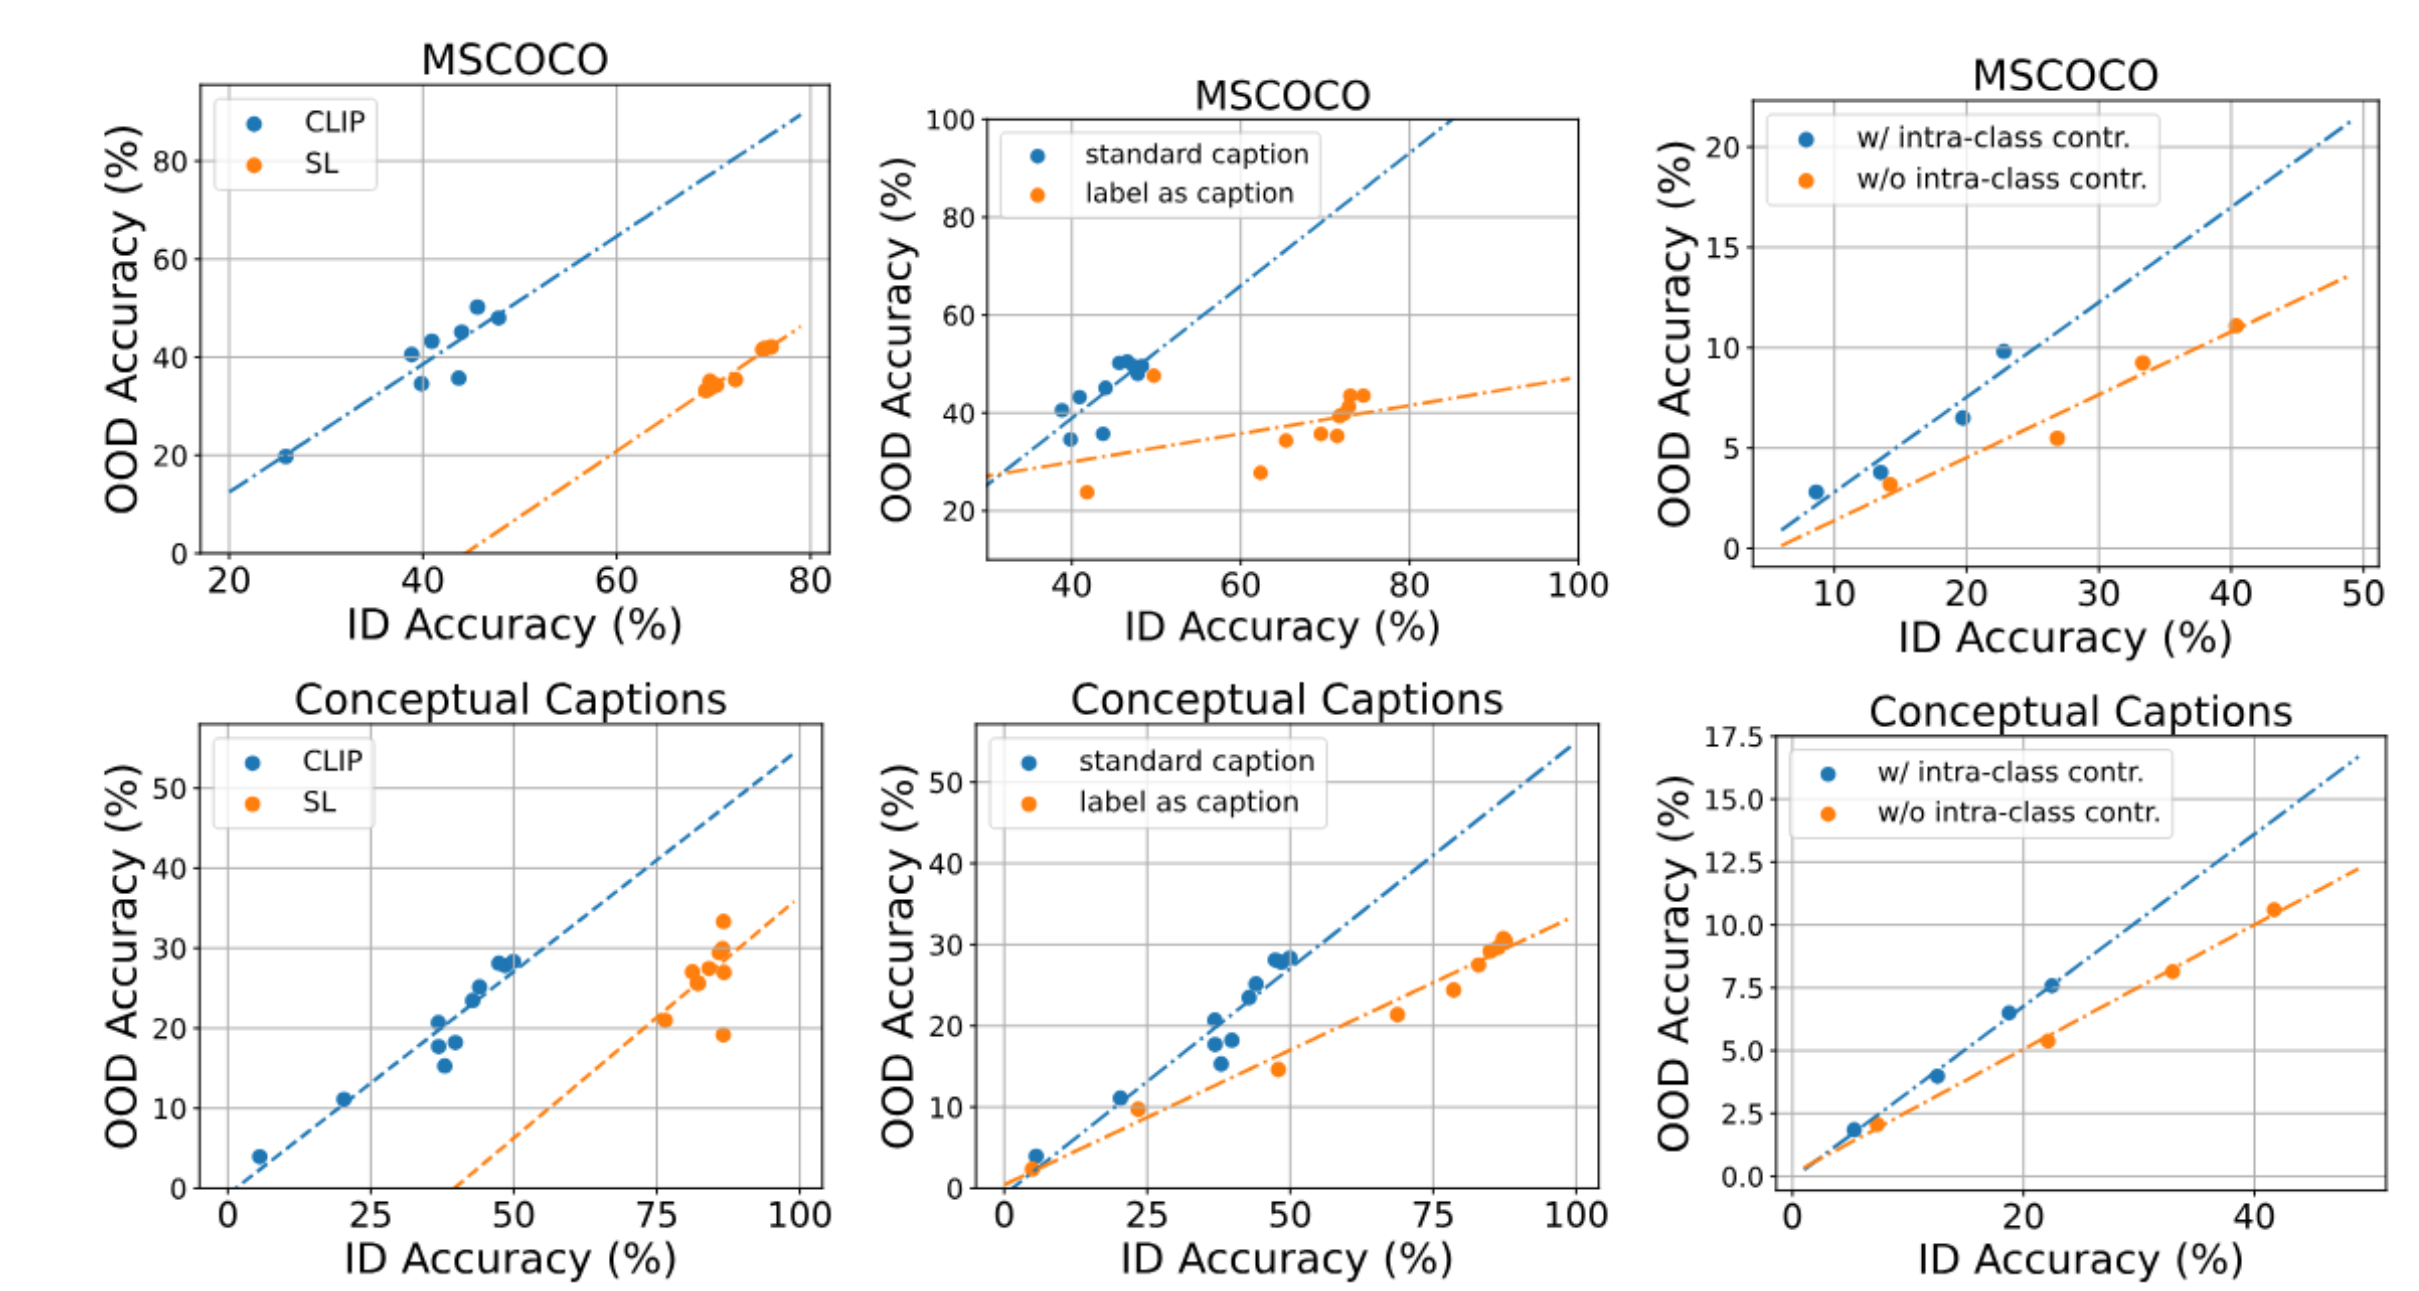 MSCOCO
CLIP
SL
OOD Accuracy (%)
80
60
40
20
0
20 40 60 80
ID Accuracy (%)
MSCOCO
standard caption
label as caption
OOD Accuracy (%)
100
80
60
40
20
40 60 80 100
ID Accuracy (%)
MSCOCO
w/ intra-class contr.
w/o intra-class contr.
OOD Accuracy (%)
20
15
10
5
0
10 20 30 40 50
ID Accuracy (%)
Conceptual Captions
CLIP
SL
OOD Accuracy (%)
50
40
30
20
10
0
0 25 50 75 100
ID Accuracy (%)
Conceptual Captions
standard caption
label as caption
OOD Accuracy (%)
50
40
30
20
10
0
0 25 50 75 100
ID Accuracy (%)
Conceptual Captions
w/ intra-class contr.
w/o intra-class contr.
OOD Accuracy (%)
17.5
15.0
12.5
10.0
7.5
5.0
2.5
0.0
0 20 40
ID Accuracy (%)